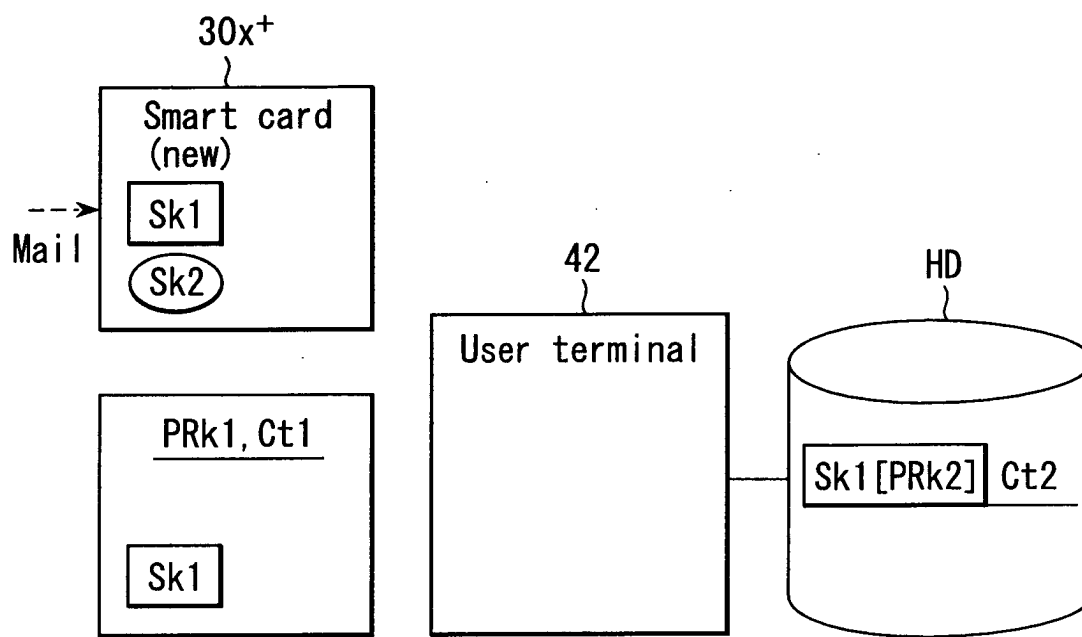 30x+
Smart card
(new)
Sk1
Mail
Sk2
42
HD
User terminal
PRk1, Ct1
Sk1[PRk2] Ct2
Sk1